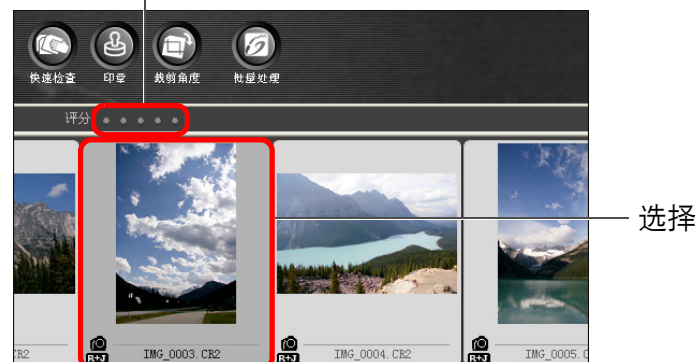 快速检查 印章 裁剪角度 批量处理
评分
选择
R2 IMG_0003.CR2 IMG_0004.CR2 IMG_0005.C
R+J R+J R+J